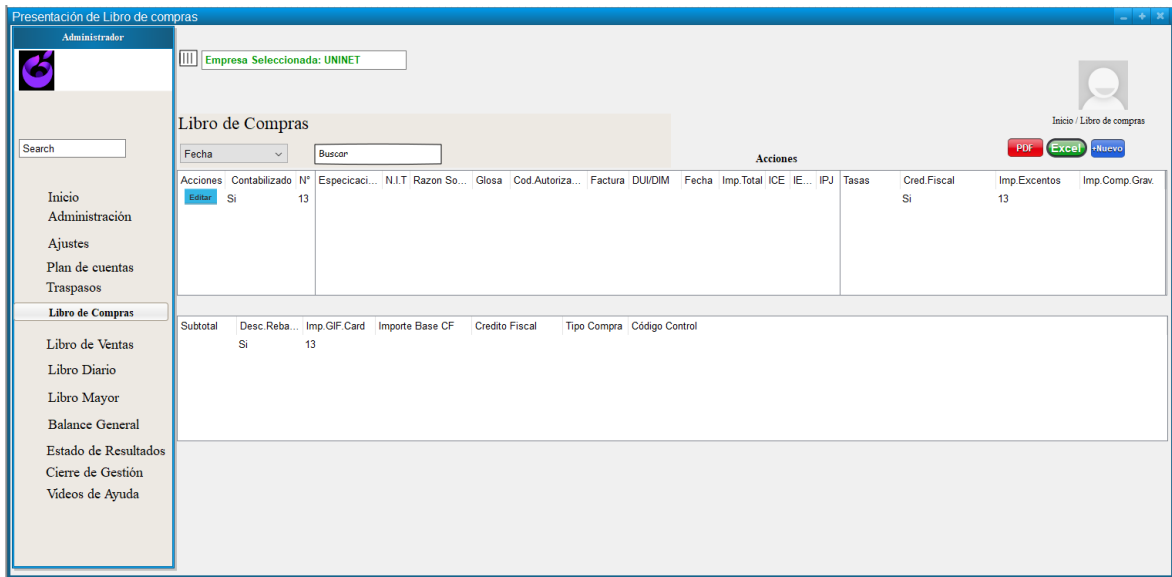 Presentación de Libro de compras
Administrador
Empresa Seleccionada: UNINET
Inicio / Libro de compras
Libro de Compras
Search
Fecha
Buscar
Acciones
PDF
Excel
+Nuevo
Acciones Contabilizado N° Especicaci... N.I.T Razon So... Glosa Cod.Autoriza... Factura DUI/DIM Fecha Imp.Total ICE IE... IPJ Tasas Cred.Fiscal Imp.Excentos Imp.Comp.Grav.
Editar Si 13 Si 13
Inicio
Administración
Ajustes
Plan de cuentas
Traspasos
Libro de Compras
Libro de Ventas
Libro Diario
Libro Mayor
Balance General
Estado de Resultados
Cierre de Gestión
Videos de Ayuda
Subtotal Desc.Reba... Imp.GIF.Card Importe Base CF Credito Fiscal Tipo Compra Código Control
Si 13